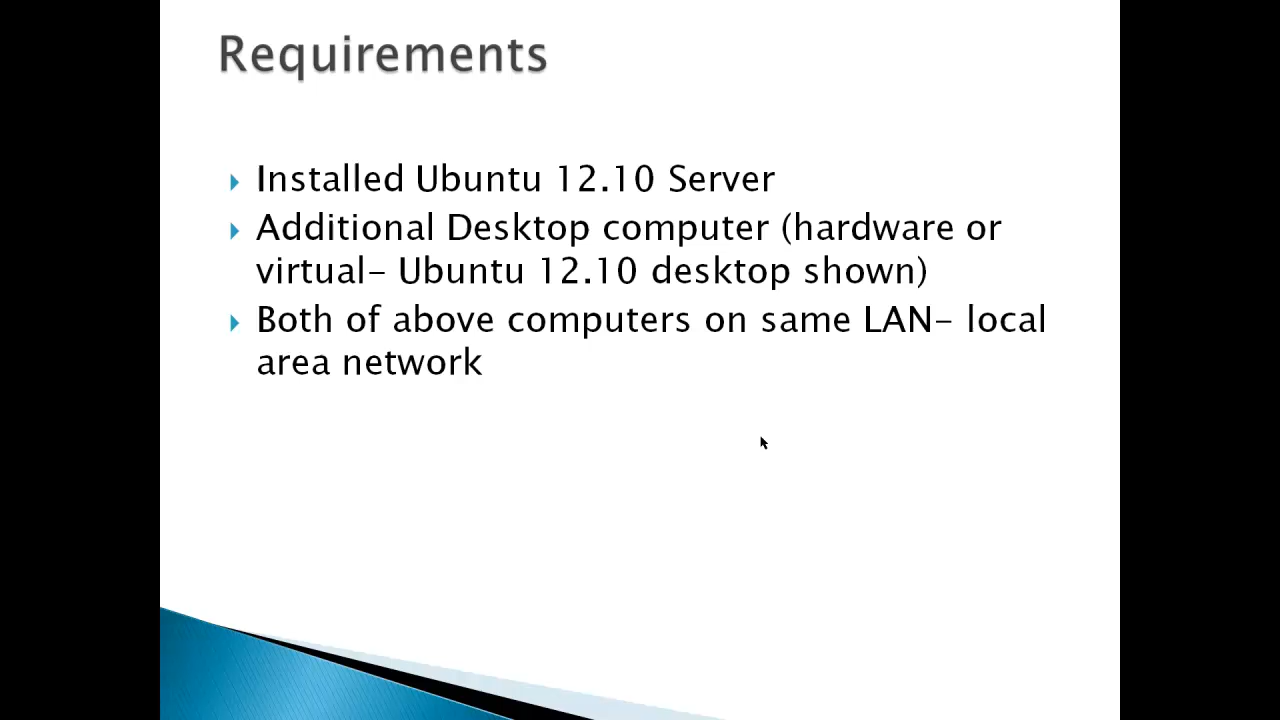 Requirements
Installed Ubuntu 12.10 Server
Additional Desktop computer (hardware or
virtual- Ubuntu 12.10 desktop shown)
Both of above computers on same LAN- local
area network